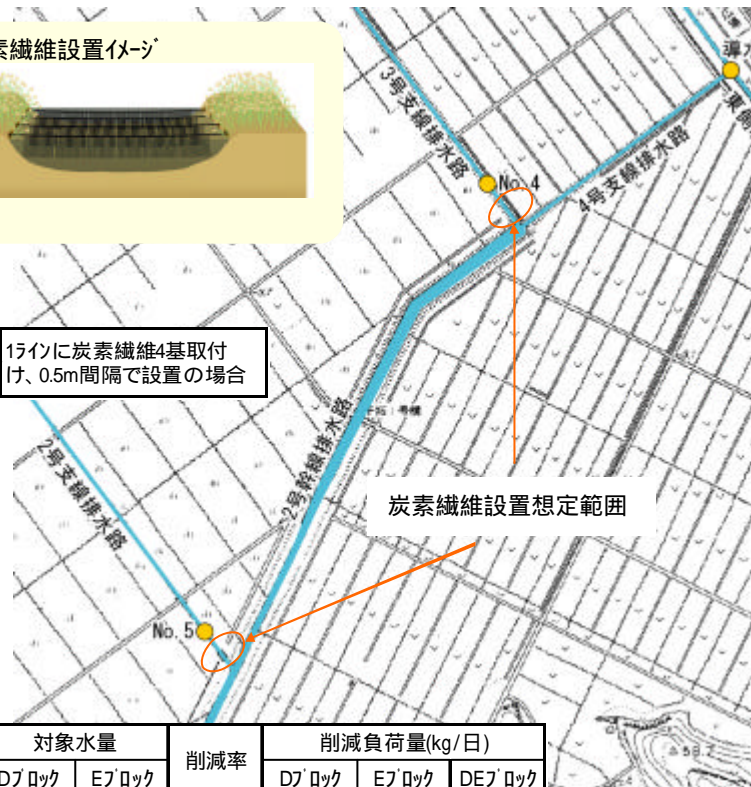 素繊維設置イメージ
3号支線排水路
No. 4
4号支線排水路
1ラインに炭素繊維4基取付
け、0.5m間隔で設置の場合
2号幹線排水路
2号支線排水路
炭素繊維設置想定範囲
No. 5
対象水量
削減率
削減負荷量(kg/日)
Dブロック
Eブロック
Dブロック
Eブロック
DEブロック